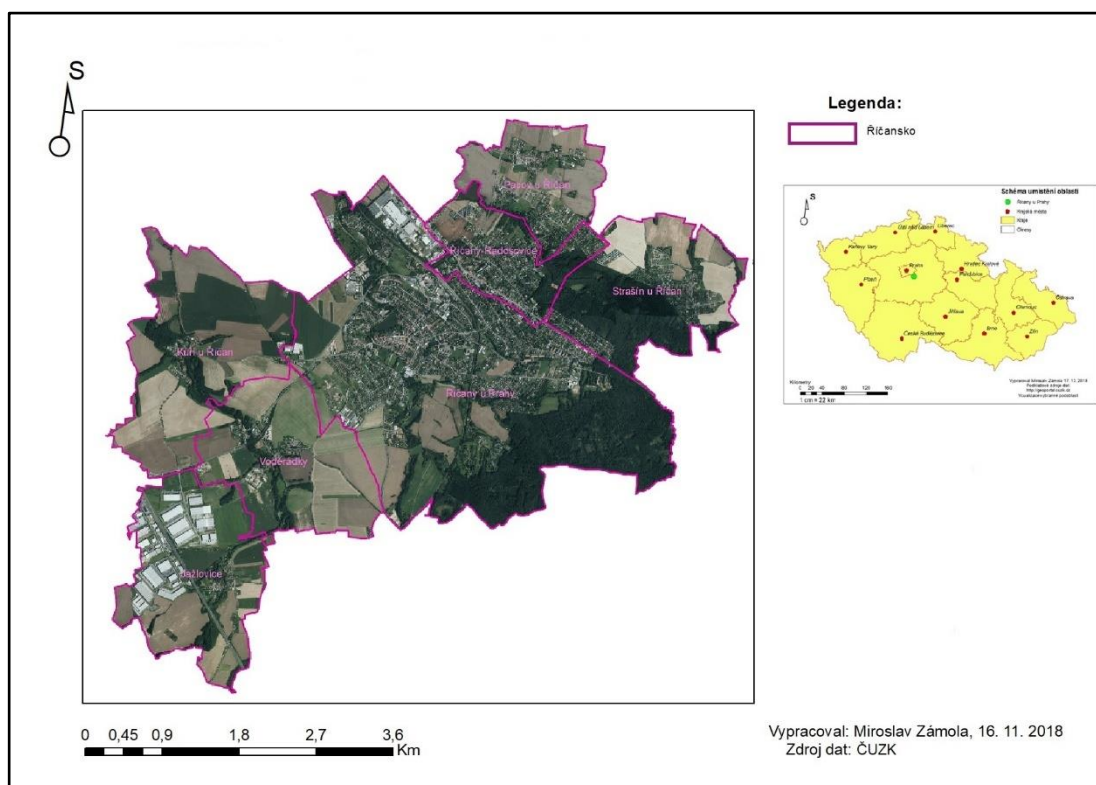 S
Legenda:
Říčansko
Pacov u Říčan
Říčany-Radošovice
Strašín u Říčan
Kuří u Říčan
Říčany u Prahy
Voděrádky
Jažlovice
0 0,45 0,9 1,8 2,7 3,6
Km
Schéma umístění oblasti
S
Říčany u Prahy
Krajská města
Kraje
Okresy
Ústí nad Labem
Liberec
Karlovy Vary
Praha
Hradec Králové
Pardubice
Plzeň
Ostrava
Olomouc
Jihlava
České Budějovice
Brno
Zlín
Kilometry
0 20 40 80 120 160
1 cm = 22 km
Vypracoval Miroslav Zámola 17. 11. 2018
Podkladové zdroje dat:
Vypracoval: Miroslav Zámola, 16. 11. 2018
Zdroj dat: ČUZK